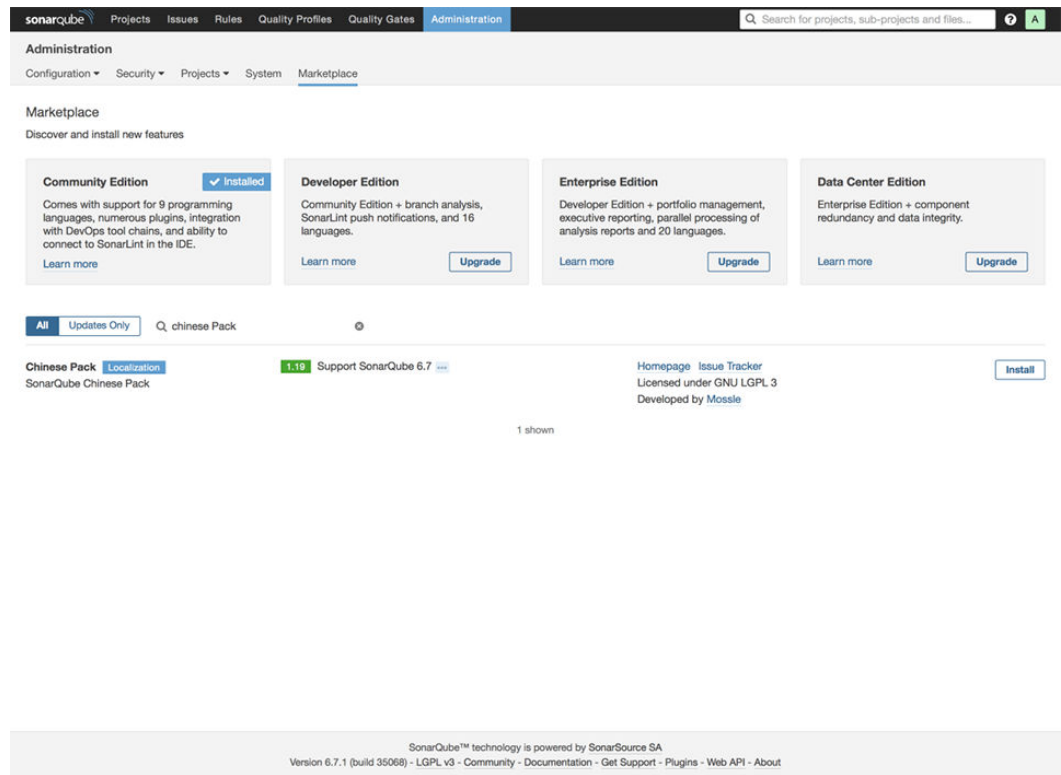 sonarqube Projects Issues Rules Quality Profiles Quality Gates Administration Search for projects, sub-projects and files... ? A
Administration
Configuration Security Projects System Marketplace
Marketplace
Discover and install new features
Community Edition Installed
Comes with support for 9 programming
languages, numerous plugins, integration
with DevOps tool chains, and ability to
connect to SonarLint in the IDE.
Learn more
Developer Edition
Community Edition + branch analysis,
SonarLint push notifications, and 16
languages.
Learn more Upgrade
Enterprise Edition
Developer Edition + portfolio management,
executive reporting, parallel processing of
analysis reports and 20 languages.
Learn more Upgrade
Data Center Edition
Enterprise Edition + component
redundancy and data integrity.
Learn more Upgrade
All Updates Only chinese Pack
Chinese Pack Localization
SonarQube Chinese Pack
1.19 Support SonarQube 6.7 ...
Homepage Issue Tracker
Licensed under GNU LGPL 3
Developed by Mossle
Install
1 shown
SonarQube™ technology is powered by SonarSource SA
Version 6.7.1 (build 35068) - LGPL v3 - Community - Documentation - Get Support - Plugins - Web API - About